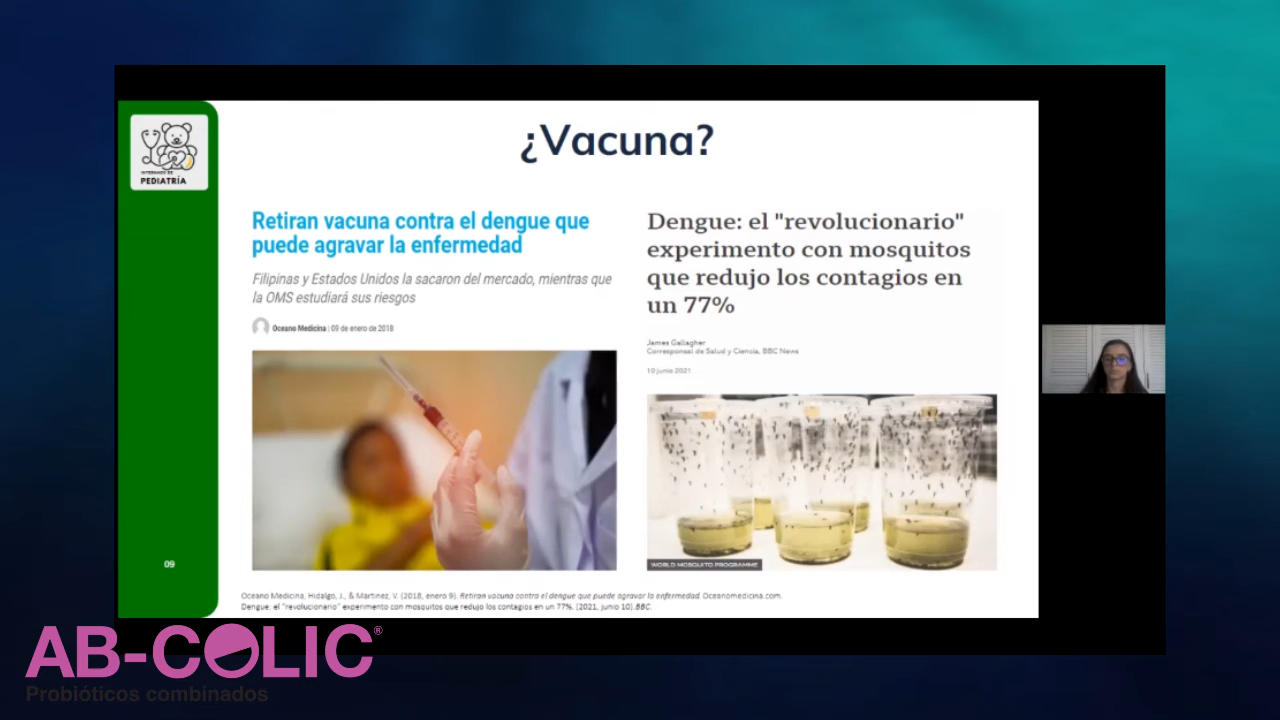 ¿Vacuna?
INTERNADO DE
PEDIATRÍA
Retiran vacuna contra el dengue que
puede agravar la enfermedad
Filipinas y Estados Unidos la sacaron del mercado, mientras que
la OMS estudiará sus riesgos
Oceano Medicina | 09 de enero de 2018
Dengue: el "revolucionario"
experimento con mosquitos
que redujo los contagios en
un 77%
James Gallagher
Corresponsal de Salud y Ciencia, BBC News
10 junio 2021
WORLD MOSQUITO PROGRAMME
09
Oceano Medicina, Hidalgo, J., & Martinez, V. (2018, enero 9). Retiran vacuna contra el dengue que puede agravar la enfermedad. Oceanomedicina.com.
Dengue: el "revolucionario" experimento con mosquitos que redujo los contagios en un 77%. (2021, junio 10).BBC.
AB-COLIC®
Probióticos combinados